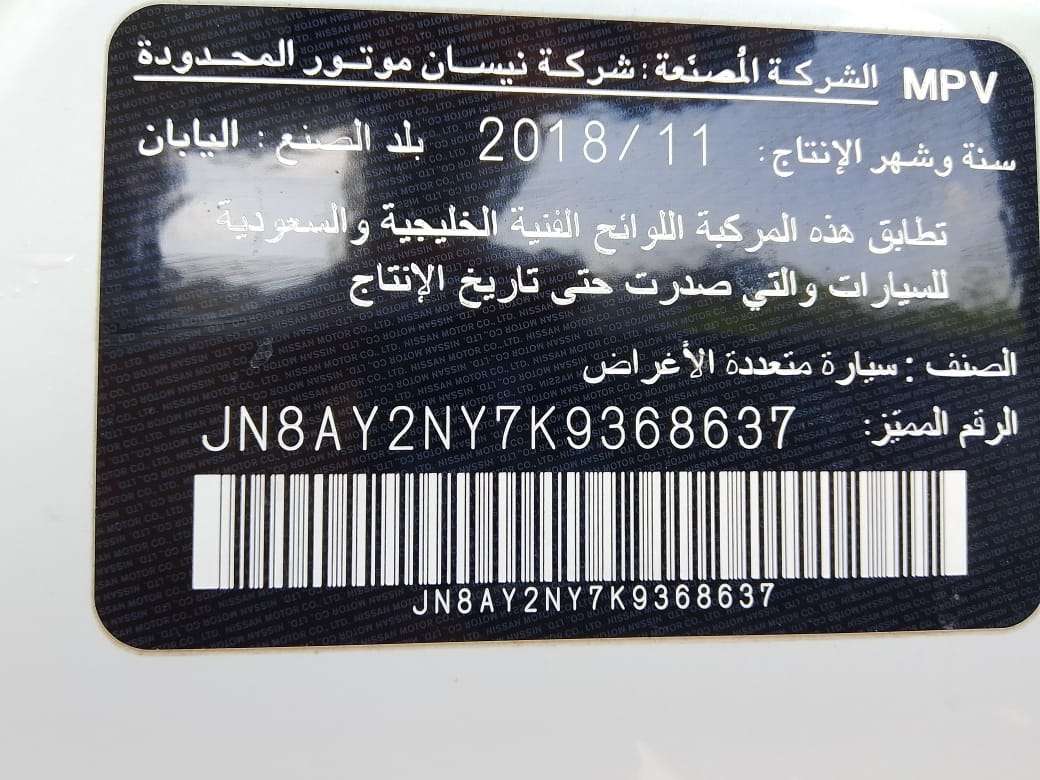 MPV الشركة المُصنّعة : شركة نيسان موتور المحدودة
سنة وشهر الإنتاج: 2018/11 بلد الصنع : اليابان
تطابق هذه المركبة اللوائح الفنية الخليجية والسعودية
للسيارات والتي صدرت حتى تاريخ الإنتاج
الصنف : سيارة متعددة الأغراض
الرقم المميّز: JN8AY2NY7K9368637
JN8AY2NY7K9368637